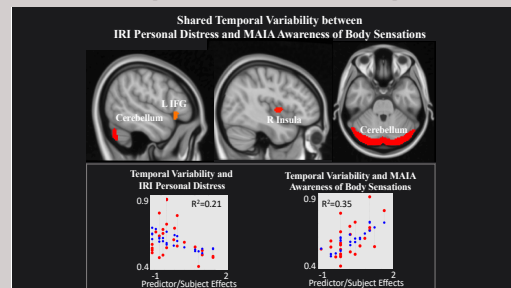 Shared Temporal Variability between
IRI Personal Distress and MAIA Awareness of Body Sensations
L IFG
Cerebellum
R Insula
Cerebellum
Temporal Variability and
IRI Personal Distress
0.9
R²=0.21
0.4
-1
2
Predictor/Subject Effects
Temporal Variability and MAIA
Awareness of Body Sensations
0.9
R²=0.35
0.4
-1
2
Predictor/Subject Effects